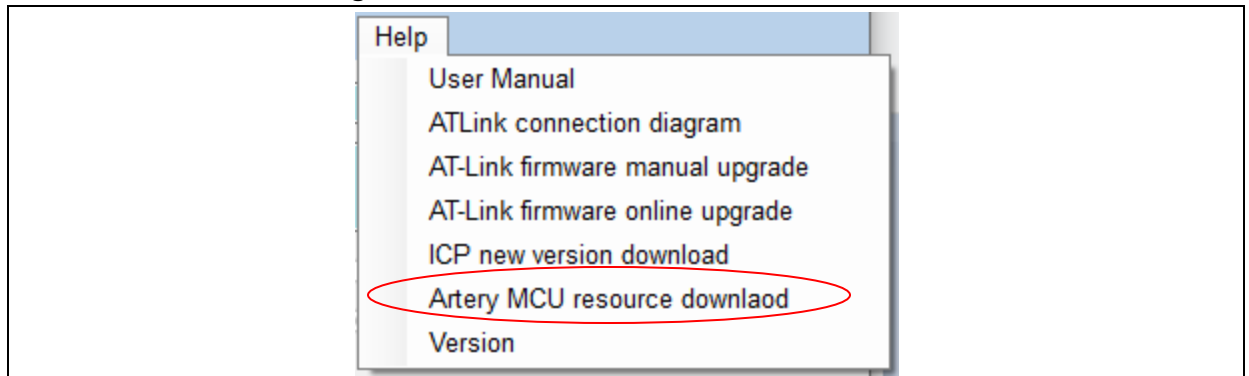 Help
User Manual
ATLink connection diagram
AT-Link firmware manual upgrade
AT-Link firmware online upgrade
ICP new version download
Artery MCU resource downlaod
Version